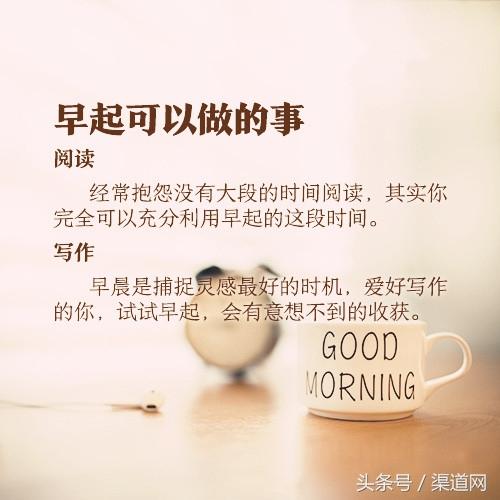 早起可以做的事
阅读
经常抱怨没有大段的时间阅读，其实你
完全可以充分利用早起的这段时间。
写作
早晨是捕捉灵感最好的时机，爱好写作
的你，试试早起，会有意想不到的收获。
GOOD
MORNING
头条号／渠道网